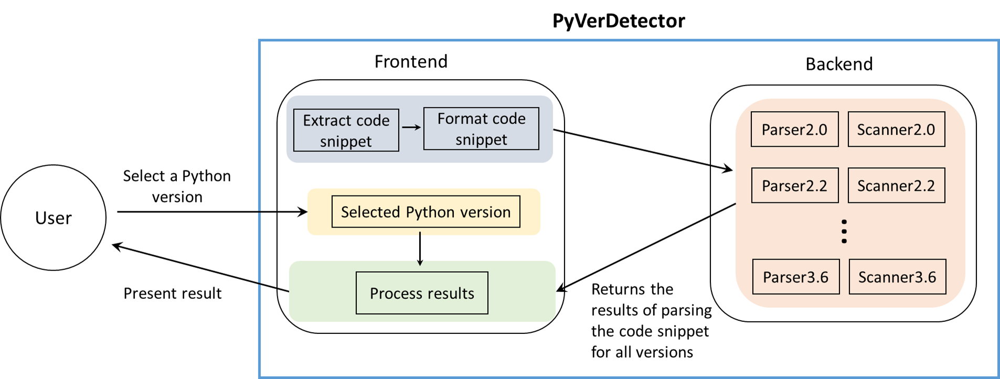 PyVerDetector
Frontend
Backend
Extract code
snippet
Format code
snippet
Parser2.0
Scanner2.0
Parser2.2
Scanner2.2
Parser3.6
Scanner3.6
Select a Python
version
User
Selected Python version
Process results
Present result
Returns the
results of parsing
the code snippet
for all versions